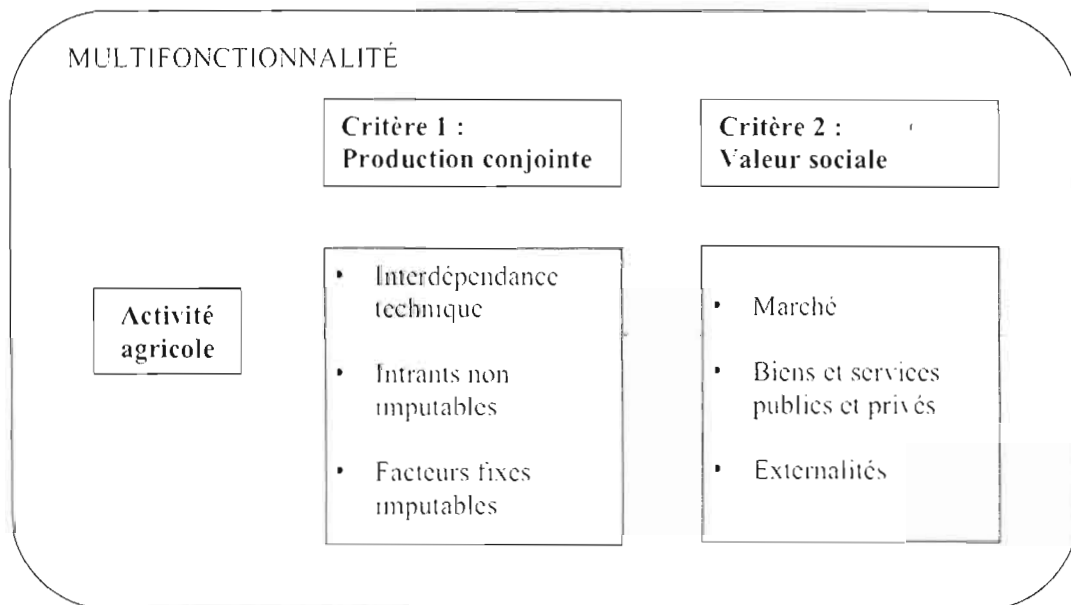 MULTIFONCTIONNALITÉ
Critère 1 :
Production conjointe
Critère 2 :
Valeur sociale
Activité
agricole
• Interdépendance
technique
• Intrants non
imputables
• Facteurs fixes
imputables
• Marché
• Biens et services
publics et privés
• Externalités